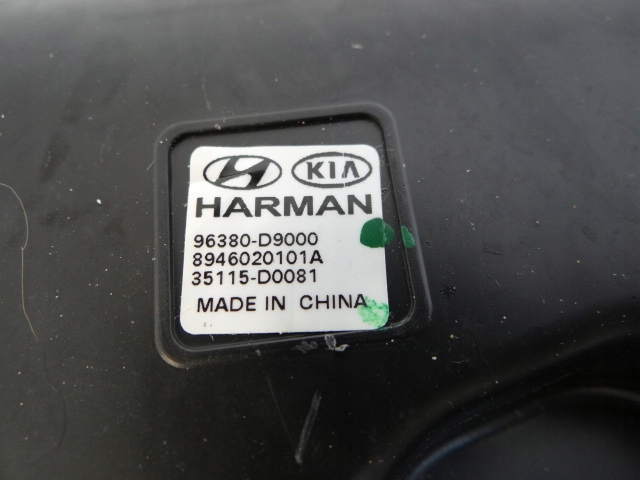 KIA
HARMAN
96380-D9000
8946020101A
35115-D0081
MADE IN CHINA